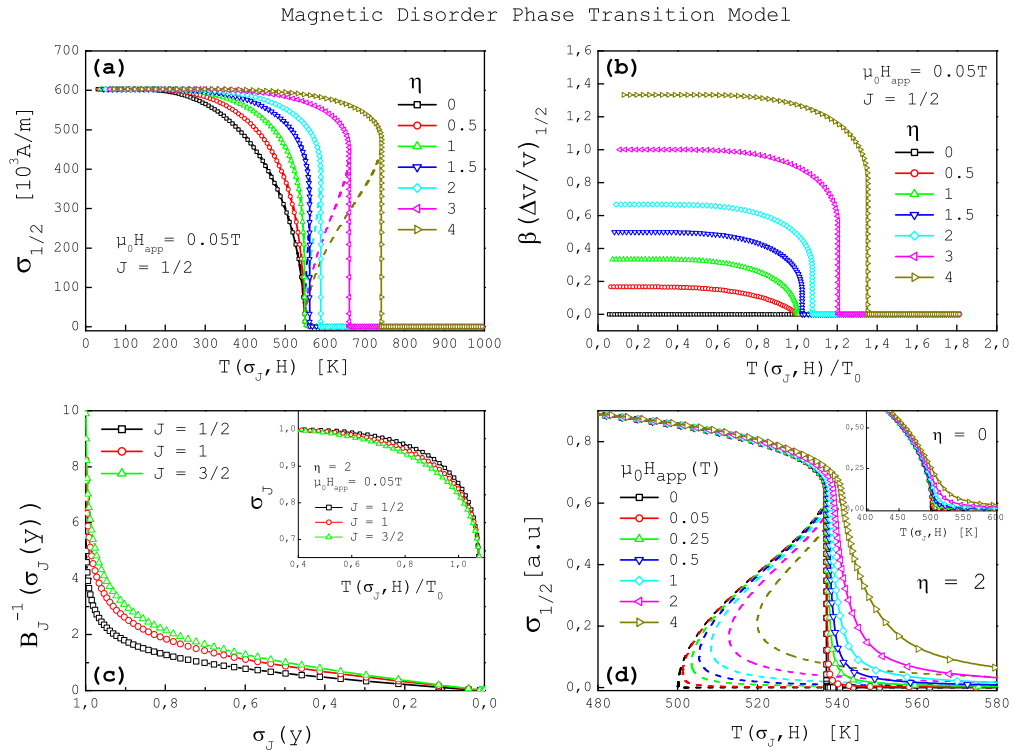 Magnetic Disorder Phase Transition Model
(a)
σ1/2 [10³A/m]
700
600
500
400
300
200
100
0
η
0
0.5
1
1.5
2
3
4
μ0Happ= 0.05T
J = 1/2
0 100 200 300 400 500 600 700 800 900 1000
T(σJ,H) [K]
(b)
β(Δv/v)1/2
1,6
1,4
1,2
1,0
0,8
0,6
0,4
0,2
0,0
μ0Happ= 0.05T
J = 1/2
η
0
0.5
1
1.5
2
3
4
0,0 0,2 0,4 0,6 0,8 1,0 1,2 1,4 1,6 1,8 2,0
T(σJ,H)/T0
(c)
BJ⁻¹(σJ(y))
10
8
6
4
2
0
J = 1/2
J = 1
J = 3/2
σJ
1,0
0,9
0,8
0,7
η = 2
μ0Happ= 0.05T
J = 1/2
J = 1
J = 3/2
0,4 0,6 0,8 1,0
T(σJ,H)/T0
1,0 0,8 0,6 0,4 0,2 0,0
σJ(y)
(d)
σ1/2[a.u]
0,8
0,6
0,4
0,2
0,0
μ0Happ(T)
0
0.05
0.25
0.5
1
2
4
η = 0
0,50
0,25
0,00
400 450 500 550 600
T(σJ,H) [K]
η = 2
480 500 520 540 560 580
T(σJ,H) [K]